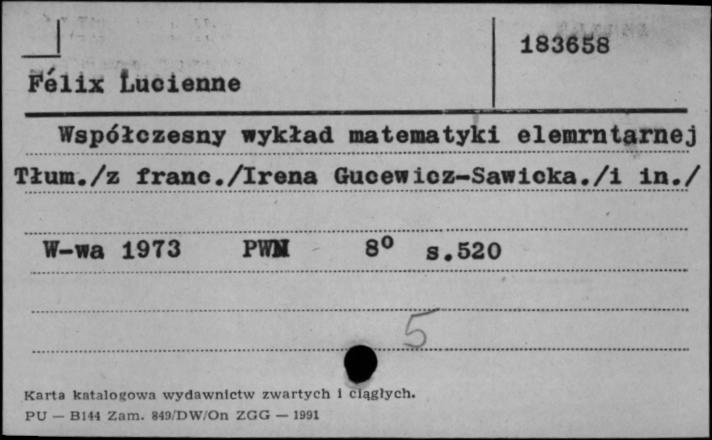 183658
Félix Lucienne
Współczesny wykład matematyki elemrntarnej
Tłum./z franc./Irena Gucewicz-Sawicka./i in./
W-wa 1973 PWN 8º s.520
5
Karta katalogowa wydawnictw zwartych i ciągłych.
PU — B144 Zam. 849/DW/On ZGG — 1991